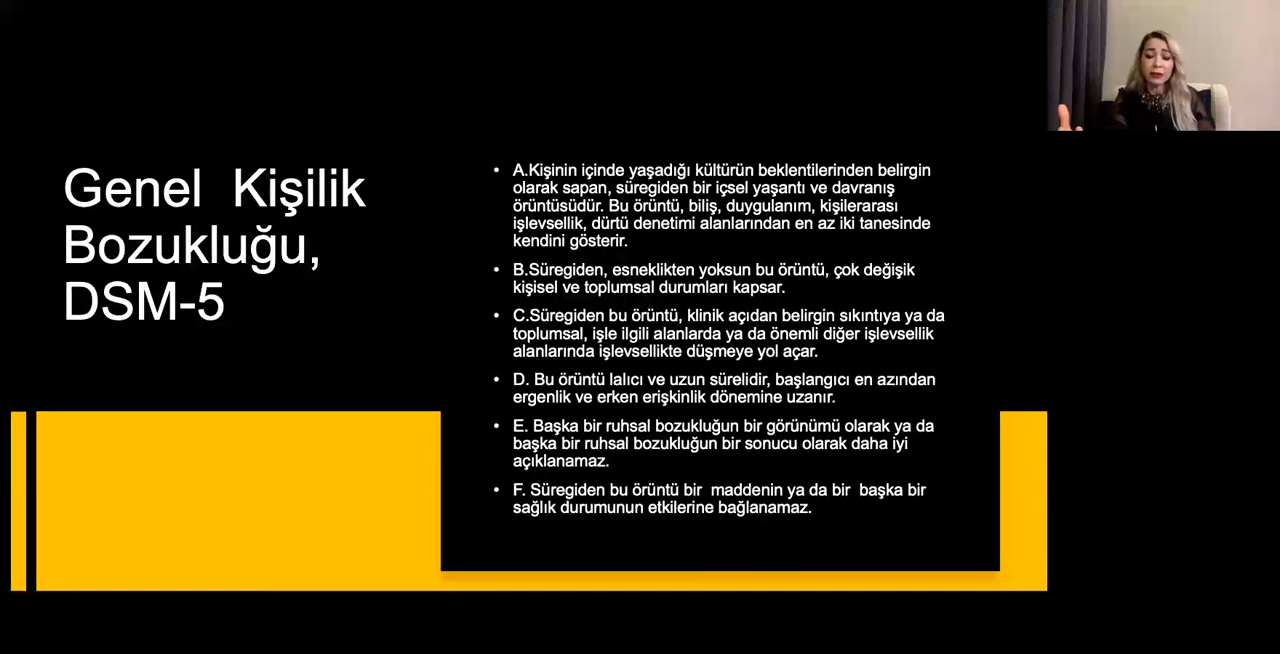 Genel Kişilik
Bozukluğu,
DSM-5
• A.Kişinin içinde yaşadığı kültürün beklentilerinden belirgin
olarak sapan, süregiden bir içsel yaşantı ve davranış
örüntüsüdür. Bu örüntü, biliş, duygulanım, kişilerarası
işlevsellik, dürtü denetimi alanlarından en az iki tanesinde
kendini gösterir.
• B.Süregiden, esneklikten yoksun bu örüntü, çok değişik
kişisel ve toplumsal durumları kapsar.
• C.Süregiden bu örüntü, klinik açıdan belirgin sıkıntıya ya da
toplumsal, işle ilgili alanlarda ya da önemli diğer işlevsellik
alanlarında işlevsellikte düşmeye yol açar.
• D. Bu örüntü lalıcı ve uzun sürelidir, başlangıcı en azından
ergenlik ve erken erişkinlik dönemine uzanır.
• E. Başka bir ruhsal bozukluğun bir görünümü olarak ya da
başka bir ruhsal bozukluğun bir sonucu olarak daha iyi
açıklanamaz.
• F. Süregiden bu örüntü bir maddenin ya da bir başka bir
sağlık durumunun etkilerine bağlanamaz.